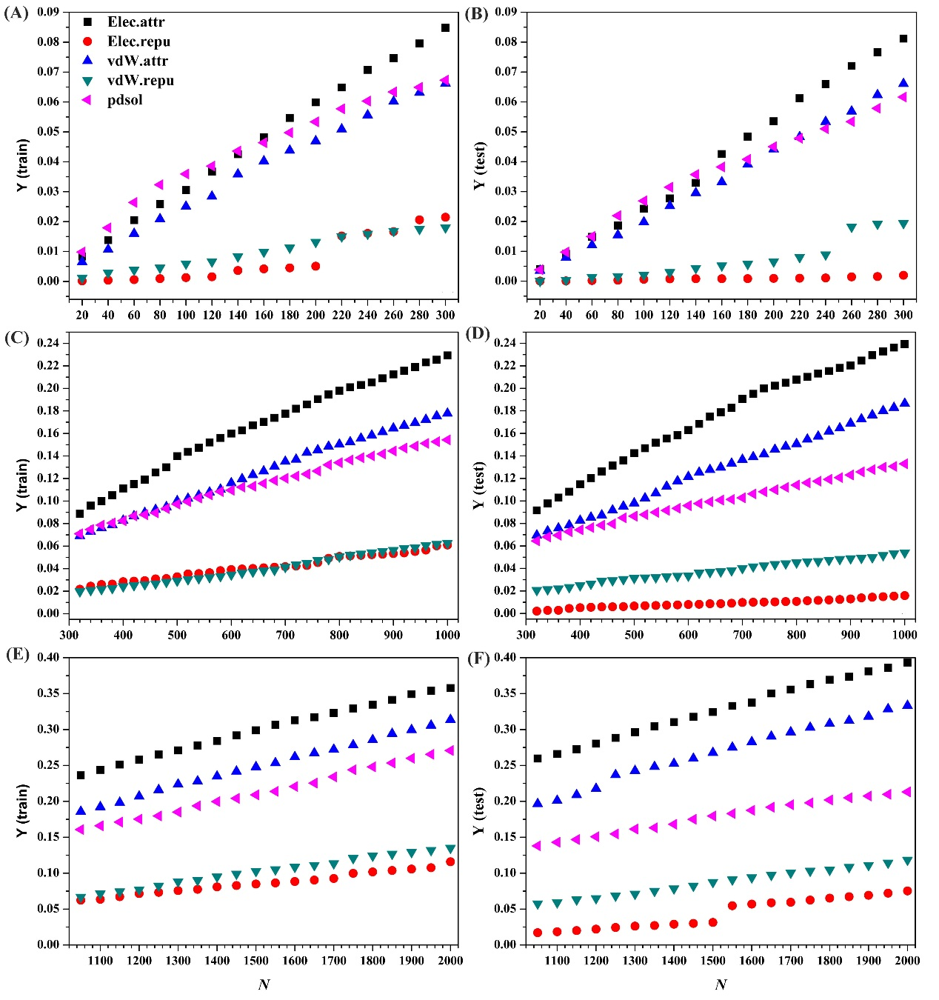 (A)
0.09
0.08
0.07
0.06
0.05
0.04
0.03
0.02
0.01
0.00
Y (train)
Elec.attr
Elec.repu
vdW.attr
vdW.repu
pdsol
20 40 60 80 100 120 140 160 180 200 220 240 260 280 300
(B)
0.09
0.08
0.07
0.06
0.05
0.04
0.03
0.02
0.01
0.00
Y (test)
20 40 60 80 100 120 140 160 180 200 220 240 260 280 300
(C)
0.24
0.22
0.20
0.18
0.16
0.14
0.12
0.10
0.08
0.06
0.04
0.02
0.00
Y (train)
300 400 500 600 700 800 900 1000
(D)
0.24
0.22
0.20
0.18
0.16
0.14
0.12
0.10
0.08
0.06
0.04
0.02
0.00
Y (test)
300 400 500 600 700 800 900 1000
(E)
0.40
0.35
0.30
0.25
0.20
0.15
0.10
0.05
0.00
Y (train)
1100 1200 1300 1400 1500 1600 1700 1800 1900 2000
N
(F)
0.40
0.35
0.30
0.25
0.20
0.15
0.10
0.05
0.00
Y (test)
1100 1200 1300 1400 1500 1600 1700 1800 1900 2000
N